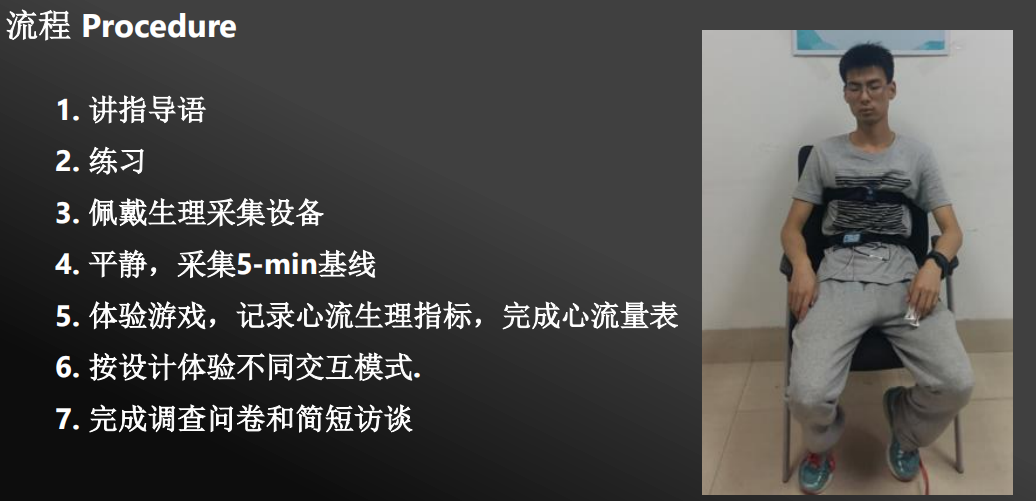 流程 Procedure
1. 讲指导语
2. 练习
3. 佩戴生理采集设备
4. 平静，采集5-min基线
5. 体验游戏，记录心流生理指标，完成心流量表
6. 按设计体验不同交互模式.
7. 完成调查问卷和简短访谈